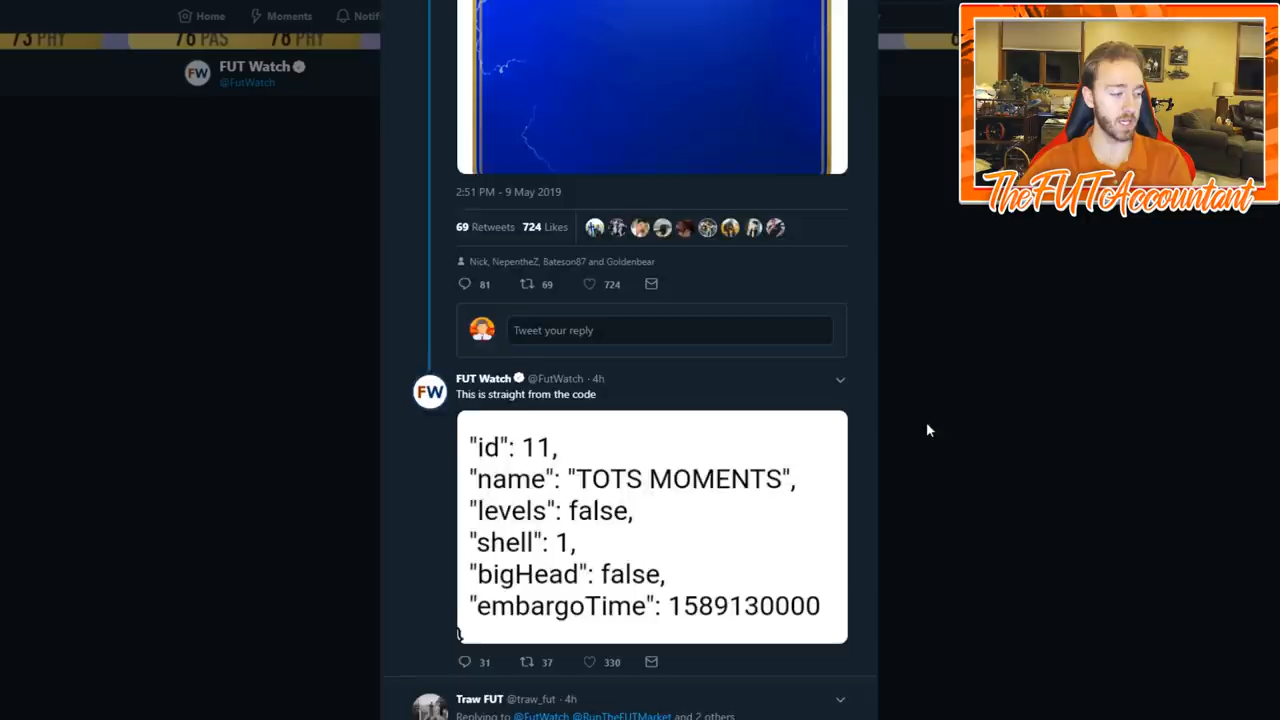 Home
Moments
Notif
73 PHY
76 PAS
78 PHY
FW
FUT Watch
@FutWatch
2:51 PM - 9 May 2019
69 Retweets 724 Likes
Nick, NepentheZ, Bateson87 and Goldenbear
81 69 724
Tweet your reply
FW
FUT Watch @FutWatch · 4h
This is straight from the code
"id": 11,
"name": "TOTS MOMENTS",
"levels": false,
"shell": 1,
"bigHead": false,
"embargoTime": 1589130000
}
31 37 330
Traw FUT @traw_fut · 4h
Replying to @FutWatch @RunTheFUTMarket and 2 others
TheFUTAccountant